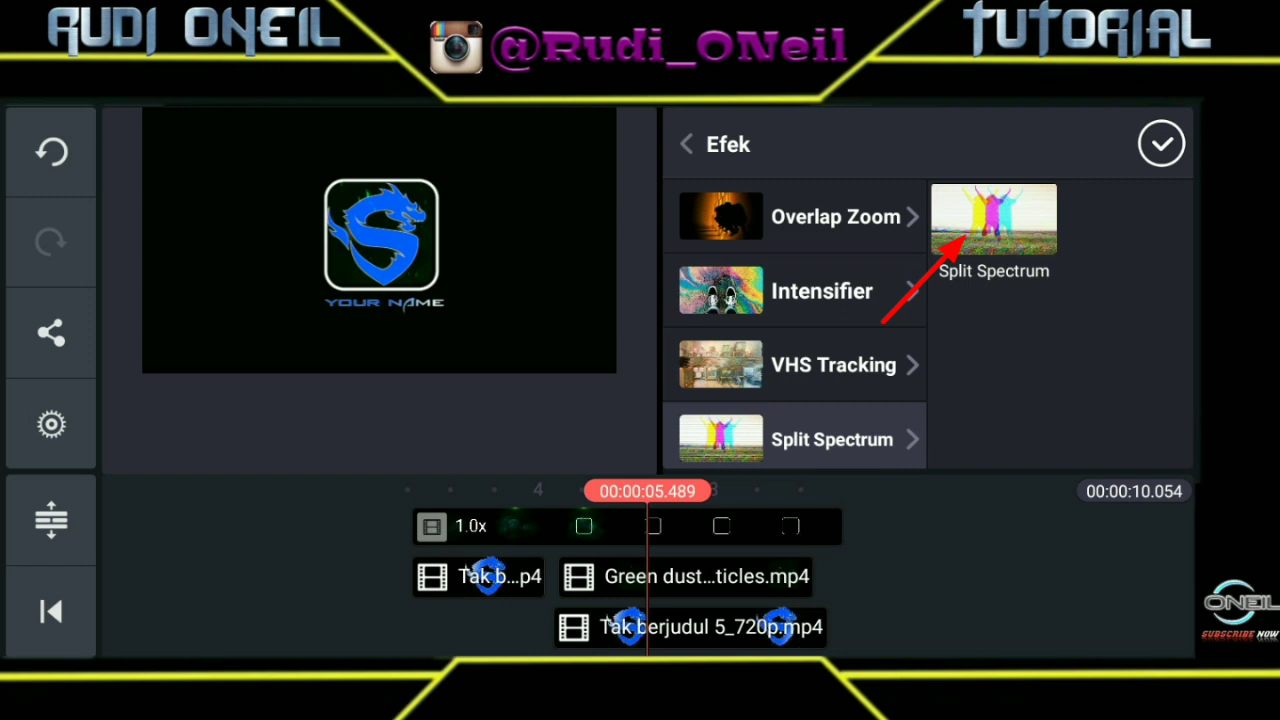 RUDI ONEIL
@Rudi_ONeil
TUTORIAL
Efek
Overlap Zoom
Intensifier
VHS Tracking
Split Spectrum
Split Spectrum
YOUR NAME
4
00:00:05.489
00:00:10.054
1.0x
Tak b...p4
Green dust...ticles.mp4
Tak berjudul 5_720p.mp4
ONEIL
SUBSCRIBE NOW